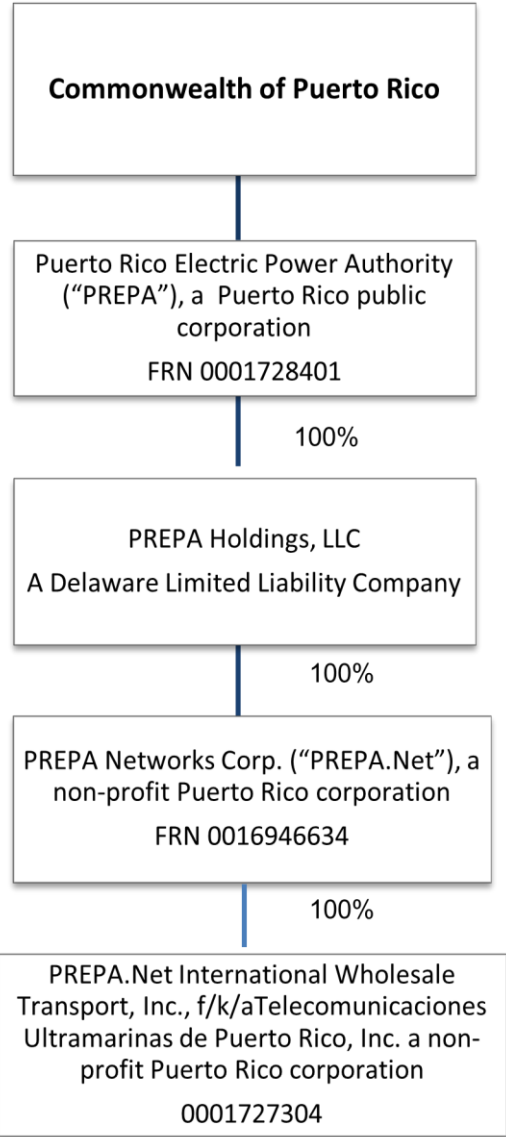 Commonwealth of Puerto Rico
Puerto Rico Electric Power Authority
(“PREPA”), a  Puerto Rico public
corporation
FRN 0001728401
100%
PREPA Holdings, LLC
A Delaware Limited Liability Company
100%
PREPA Networks Corp. (“PREPA.Net”), a
non-profit Puerto Rico corporation
FRN 0016946634
100%
PREPA.Net International Wholesale
Transport, Inc., f/k/aTelecomunicaciones
Ultramarinas de Puerto Rico, Inc. a non-
profit Puerto Rico corporation
0001727304